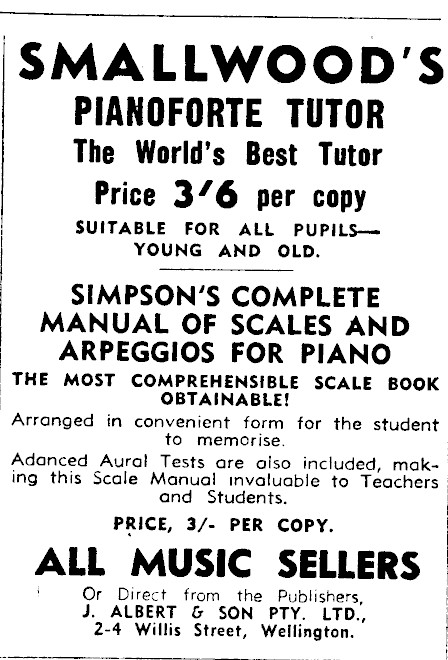 SMALLWOOD'S
PIANOFORTE TUTOR
The World's Best Tutor
Price 3/6 per copy
SUITABLE FOR ALL PUPILS—
YOUNG AND OLD.
SIMPSON'S COMPLETE
MANUAL OF SCALES AND
ARPEGGIOS FOR PIANO
THE MOST COMPREHENSIBLE SCALE BOOK
OBTAINABLE!
Arranged in convenient form for the student
to memorise.
Adanced Aural Tests are also included, mak-
ing this Scale Manual invaluable to Teachers
and Students.
PRICE, 3/- PER COPY.
ALL MUSIC SELLERS
Or Direct from the Publishers,
J. ALBERT & SON PTY. LTD.,
2-4 Willis Street, Wellington.